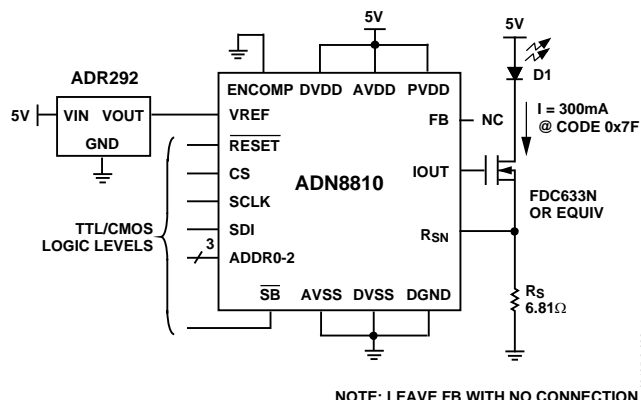 5V
5V
ADR292
ENCOMP DVDD AVDD PVDD
D1
5V
VIN VOUT
GND
VREF
FB
NC
I = 300mA
@ CODE 0x7F
RESET
CS
ADN8810
IOUT
SCLK
FDC633N
OR EQUIV
TTL/CMOS
LOGIC LEVELS
SDI
3
ADDR0-2
RSN
SB
AVSS DVSS DGND
RS
6.81Ω
NOTE: LEAVE FB WITH NO CONNECTION